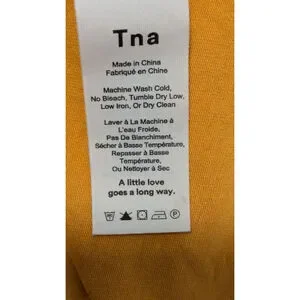 Tna
Made in China
Fabriqué en Chine
Machine Wash Cold,
No Bleach, Tumble Dry Low,
Low Iron, Or Dry Clean
Laver à La Machine à
L'eau Froide,
Pas De Blanchiment,
Sécher à Basse Température,
Repasser à Basse
Température,
Ou Nettoyer à Sec
A little love
goes a long way.